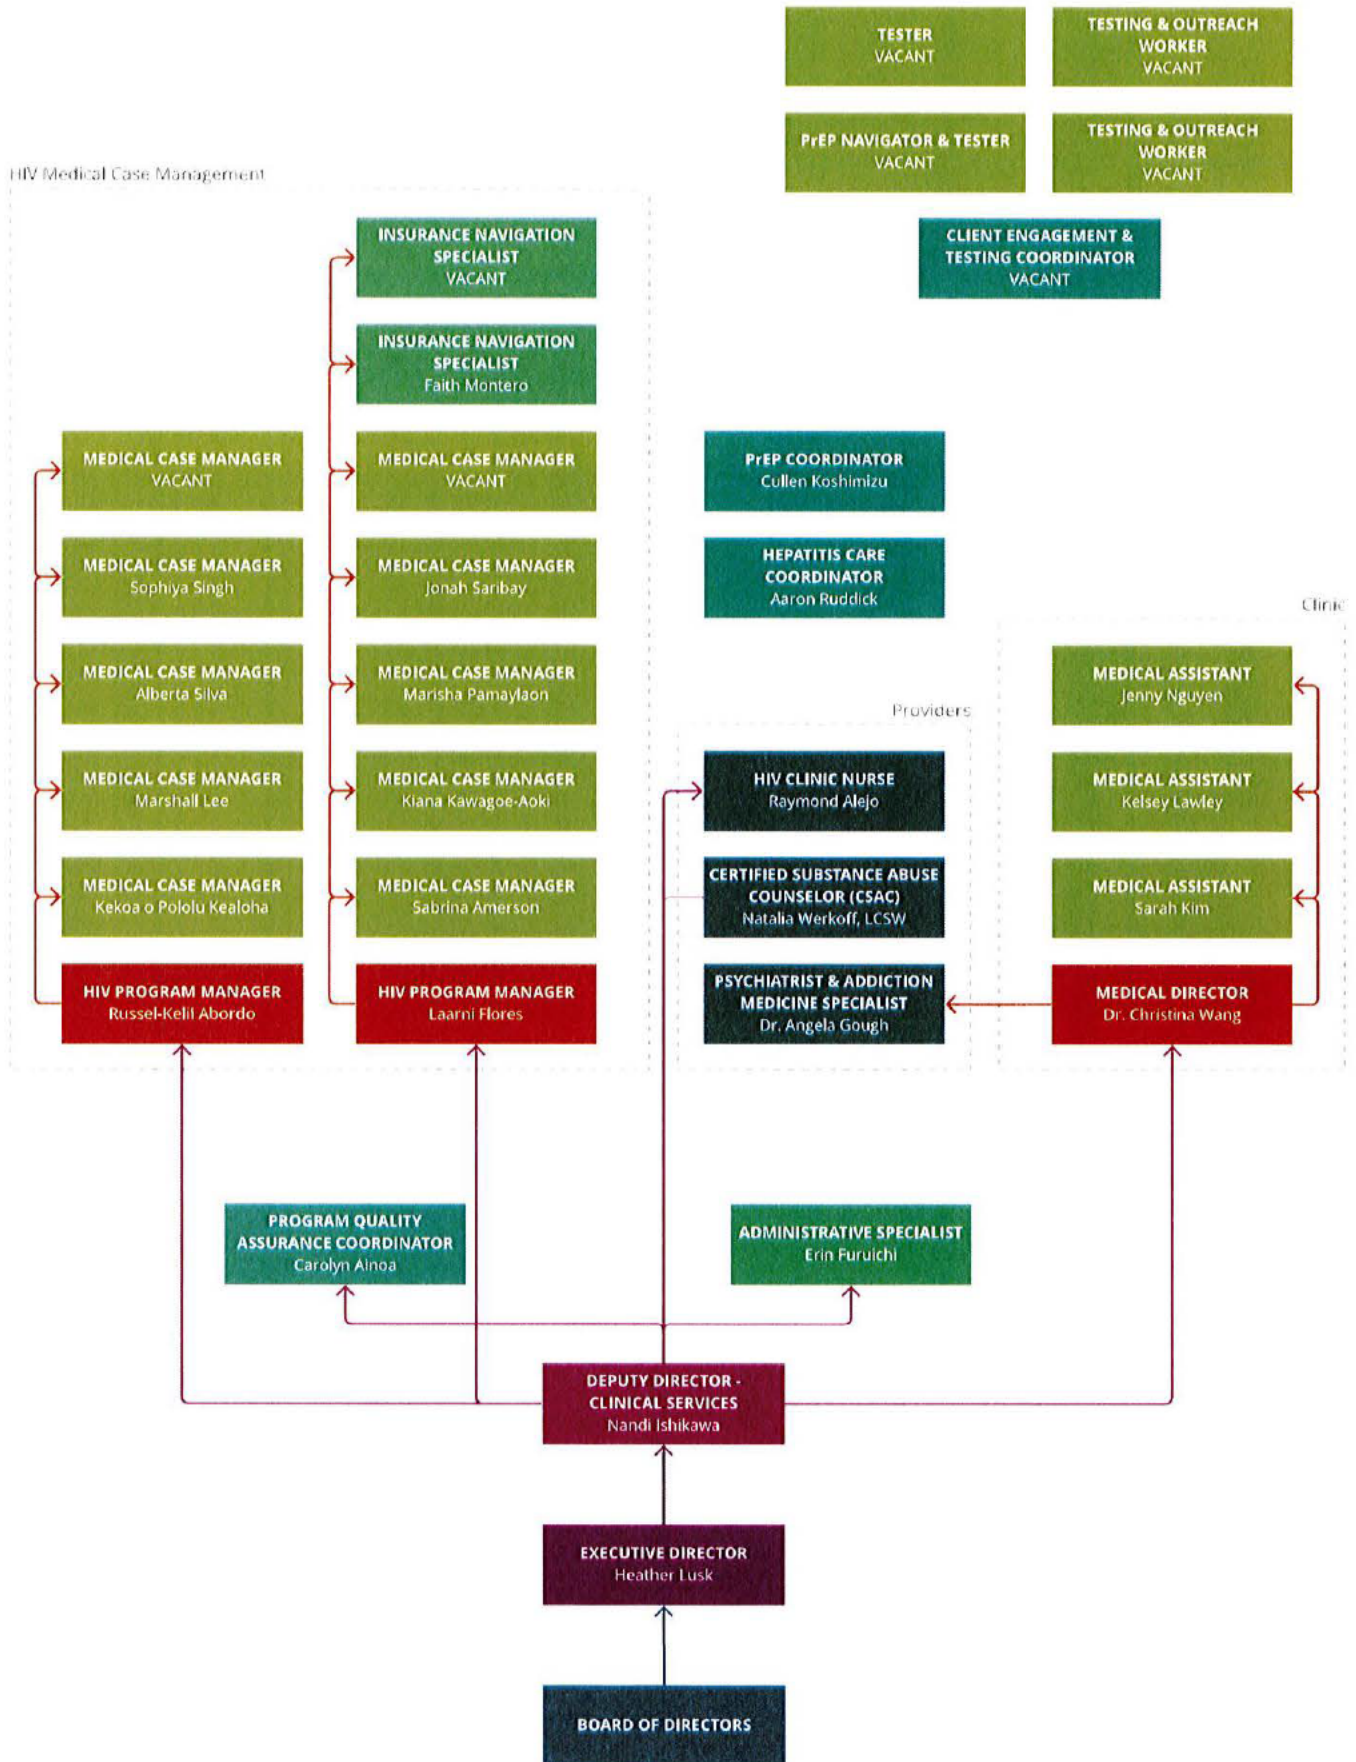 TESTER
VACANT
TESTING & OUTREACH
WORKER
VACANT
PrEP NAVIGATOR & TESTER
VACANT
TESTING & OUTREACH
WORKER
VACANT
HIV Medical Case Management
INSURANCE NAVIGATION
SPECIALIST
VACANT
CLIENT ENGAGEMENT &
TESTING COORDINATOR
VACANT
INSURANCE NAVIGATION
SPECIALIST
Faith Montero
MEDICAL CASE MANAGER
VACANT
MEDICAL CASE MANAGER
VACANT
PrEP COORDINATOR
Cullen Koshimizu
MEDICAL CASE MANAGER
Sophiya Singh
MEDICAL CASE MANAGER
Jonah Saribay
HEPATITIS CARE
COORDINATOR
Aaron Ruddick
Clinic
MEDICAL CASE MANAGER
Alberta Silva
MEDICAL CASE MANAGER
Marisha Pamaylaon
MEDICAL ASSISTANT
Jenny Nguyen
Providers
MEDICAL CASE MANAGER
Marshall Lee
MEDICAL CASE MANAGER
Kiana Kawagoe-Aoki
HIV CLINIC NURSE
Raymond Alejo
MEDICAL ASSISTANT
Kelsey Lawley
MEDICAL CASE MANAGER
Kekoa o Pololu Kealoha
MEDICAL CASE MANAGER
Sabrina Amerson
CERTIFIED SUBSTANCE ABUSE
COUNSELOR (CSAC)
Natalia Werkoff, LCSW
MEDICAL ASSISTANT
Sarah Kim
HIV PROGRAM MANAGER
Russel-Kelil Abordo
HIV PROGRAM MANAGER
Laarni Flores
PSYCHIATRIST & ADDICTION
MEDICINE SPECIALIST
Dr. Angela Gough
MEDICAL DIRECTOR
Dr. Christina Wang
PROGRAM QUALITY
ASSURANCE COORDINATOR
Carolyn Ainoa
ADMINISTRATIVE SPECIALIST
Erin Furuichi
DEPUTY DIRECTOR -
CLINICAL SERVICES
Nandi Ishikawa
EXECUTIVE DIRECTOR
Heather Lusk
BOARD OF DIRECTORS